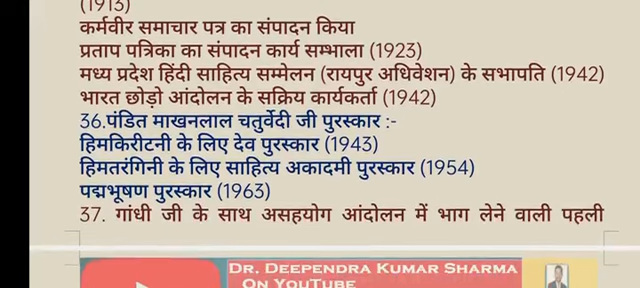 (1913)
कर्मवीर समाचार पत्र का संपादन किया
प्रताप पत्रिका का संपादन कार्य सम्भाला (1923)
मध्य प्रदेश हिंदी साहित्य सम्मेलन (रायपुर अधिवेशन) के सभापति (1942)
भारत छोड़ो आंदोलन के सक्रिय कार्यकर्ता (1942)
36.पंडित माखनलाल चतुर्वेदी जी पुरस्कार :-
हिमकिरीटनी के लिए देव पुरस्कार (1943)
हिमतरंगिनी के लिए साहित्य अकादमी पुरस्कार (1954)
पद्मभूषण पुरस्कार (1963)
37. गांधी जी के साथ असहयोग आंदोलन में भाग लेने वाली पहली
DR. DEEPENDRA KUMAR SHARMA
ON YOUTUBE